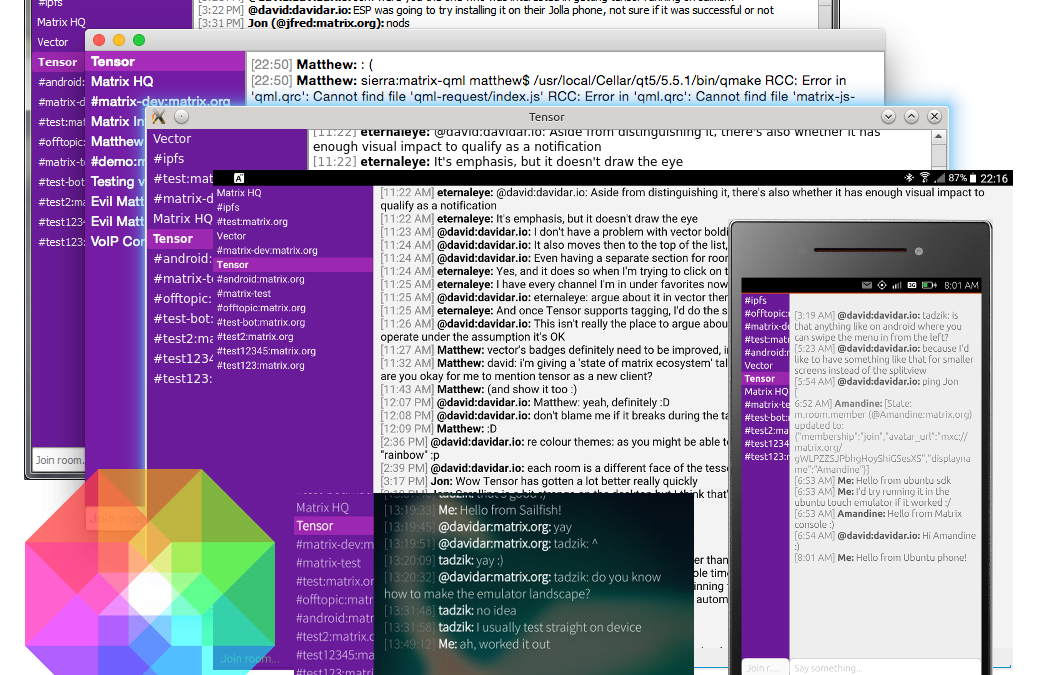 #ipfs
Matrix HQ
Vector
Tensor
#android:
#matrix-d
#test:mat
#offtopic:
#matrix-t
#test-bot
#test2:ma
#test1234
#test123:
Join room...
[3:22 PM] @david:davidar.io: ESP was going to try installing it on their Jolla phone, not sure if it was successful or not
[3:31 PM] Jon (@jfred:matrix.org): nods
Tensor
Matrix HQ
#matrix-dev:matrix.org
Matrix In
Matthew
#demo:m
Testing v
Evil Matt
Evil Matt
VoIP Con
[22:50] Matthew: : (
[22:50] Matthew: sierra:matrix-qml matthew$ /usr/local/Cellar/qt5/5.5.1/bin/qmake RCC: Error in
'qml.qrc': Cannot find file 'qml-request/index.js' RCC: Error in 'qml.qrc': Cannot find file 'matrix-js-
Tensor
Vector
#ipfs
#test:mat
#matrix-d
Matrix HQ
Tensor
#android:
#matrix-t
#offtopic:
#test-bot:
#test2:ma
#test1234
#test123:
[11:22] eternaleye: @david:davidar.io: Aside from distinguishing it, there's also whether it has
enough visual impact to qualify as a notification
[11:22] eternaleye: It's emphasis, but it doesn't draw the eye
A
87% 22:16
Matrix HQ
#ipfs
#test:matrix.org
Vector
#matrix-dev:matrix.org
Tensor
#android:matrix.org
#matrix-test
#offtopic:matrix.org
#test-bot:matrix.org
#test2:matrix.org
#test12345:matrix.org
#test123:matrix.org
Join room...
[11:22 AM] eternaleye: @david:davidar.io: Aside from distinguishing it, there's also whether it has enough visual impact to
qualify as a notification
[11:22 AM] eternaleye: It's emphasis, but it doesn't draw the eye
[11:23 AM] @david:davidar.io: I don't have a problem with vector boldi
[11:24 AM] @david:davidar.io: It also moves then to the top of the list,
[11:24 AM] @david:davidar.io: Even having a separate section for room
[11:24 AM] eternaleye: Yes, and it does so when I'm trying to click on t
[11:25 AM] eternaleye: I have every channel I'm in under favorites now
[11:25 AM] @david:davidar.io: eternaleye: argue about it in vector then
[11:25 AM] eternaleye: And once Tensor supports tagging, I'd do the s
[11:26 AM] @david:davidar.io: This isn't really the place to argue about
operate under the assumption it's OK
[11:27 AM] Matthew: vector's badges definitely need to be improved, i
[11:32 AM] Matthew: david: i'm giving a 'state of matrix ecosystem' tal
are you okay for me to mention tensor as a new client?
[11:43 AM] Matthew: (and show it too :)
[12:07 PM] @david:davidar.io: Matthew: yeah, definitely :D
[12:08 PM] @david:davidar.io: don't blame me if it breaks during the ta
[12:09 PM] Matthew: :D
[2:36 PM] @david:davidar.io: re colour themes: as you might be able to
"rainbow" :p
[2:39 PM] @david:davidar.io: each room is a different face of the tesse
[3:17 PM] Jon: Wow Tensor has gotten a lot better really quickly
Matrix HQ
Tensor
#matrix-dev:m
#matrix-test
#test:matrix.o
#offtopic:matr
#android:matr
#test2:matrix.o
#test12345:ma
#test123:matri
tadzik: that's good :)
[13:19:33] Me: Hello from Sailfish!
[13:19:45] @davidar:matrix.org: yay
[13:19:51] @davidar:matrix.org: tadzik: ^
[13:20:09] tadzik: yay :)
[13:20:32] @davidar:matrix.org: tadzik: do you know
how to make the emulator landscape?
[13:31:48] tadzik: no idea
[13:31:58] tadzik: I usually test straight on device
[13:49:12] Me: ah, worked it out
3G 8:01 AM
#ipfs
#offtopic:
#matrix-de
#test:matr
#android:
Vector
Tensor
Matrix HQ
#matrix-te
#test-bot:
#test2:mat
#test1234
#test123:m
Join r...
[3:19 AM] @david:davidar.io: tadzik: is
that anything like on android where you
can swipe the menu in from the left?
[5:23 AM] @david:davidar.io: because I'd
like to have something like that for smaller
screens instead of the splitview
[5:54 AM] @david:davidar.io: ping Jon
[
6:52 AM] Amandine: [State:
m.room.member (@Amandine:matrix.org)
updated to:
{"membership":"join","avatar_url":"mxc://
matrix.org/
gWLPZZSJPbhgHoyShiGSesXS","displayna
me":"Amandine"}]
[6:53 AM] Me: Hello from ubuntu sdk
[6:53 AM] Me: I'd try running it in the
ubuntu touch emulator if it worked :/
[6:53 AM] Amandine: Hello from Matrix
console :)
[6:54 AM] @david:davidar.io: Hi Amandine
:)
[8:01 AM] Me: Hello from Ubuntu phone!
Say something...